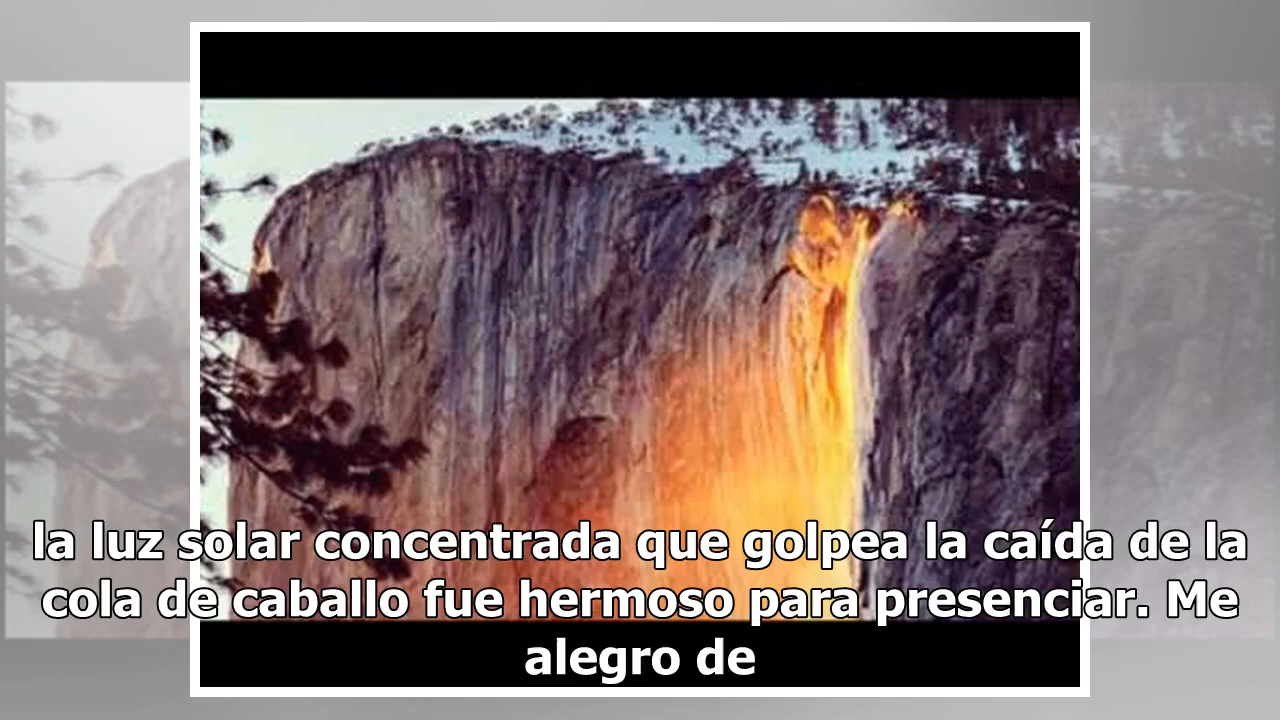 la luz solar concentrada que golpea la caída de la
cola de caballo fue hermoso para presenciar. Me
alegro de